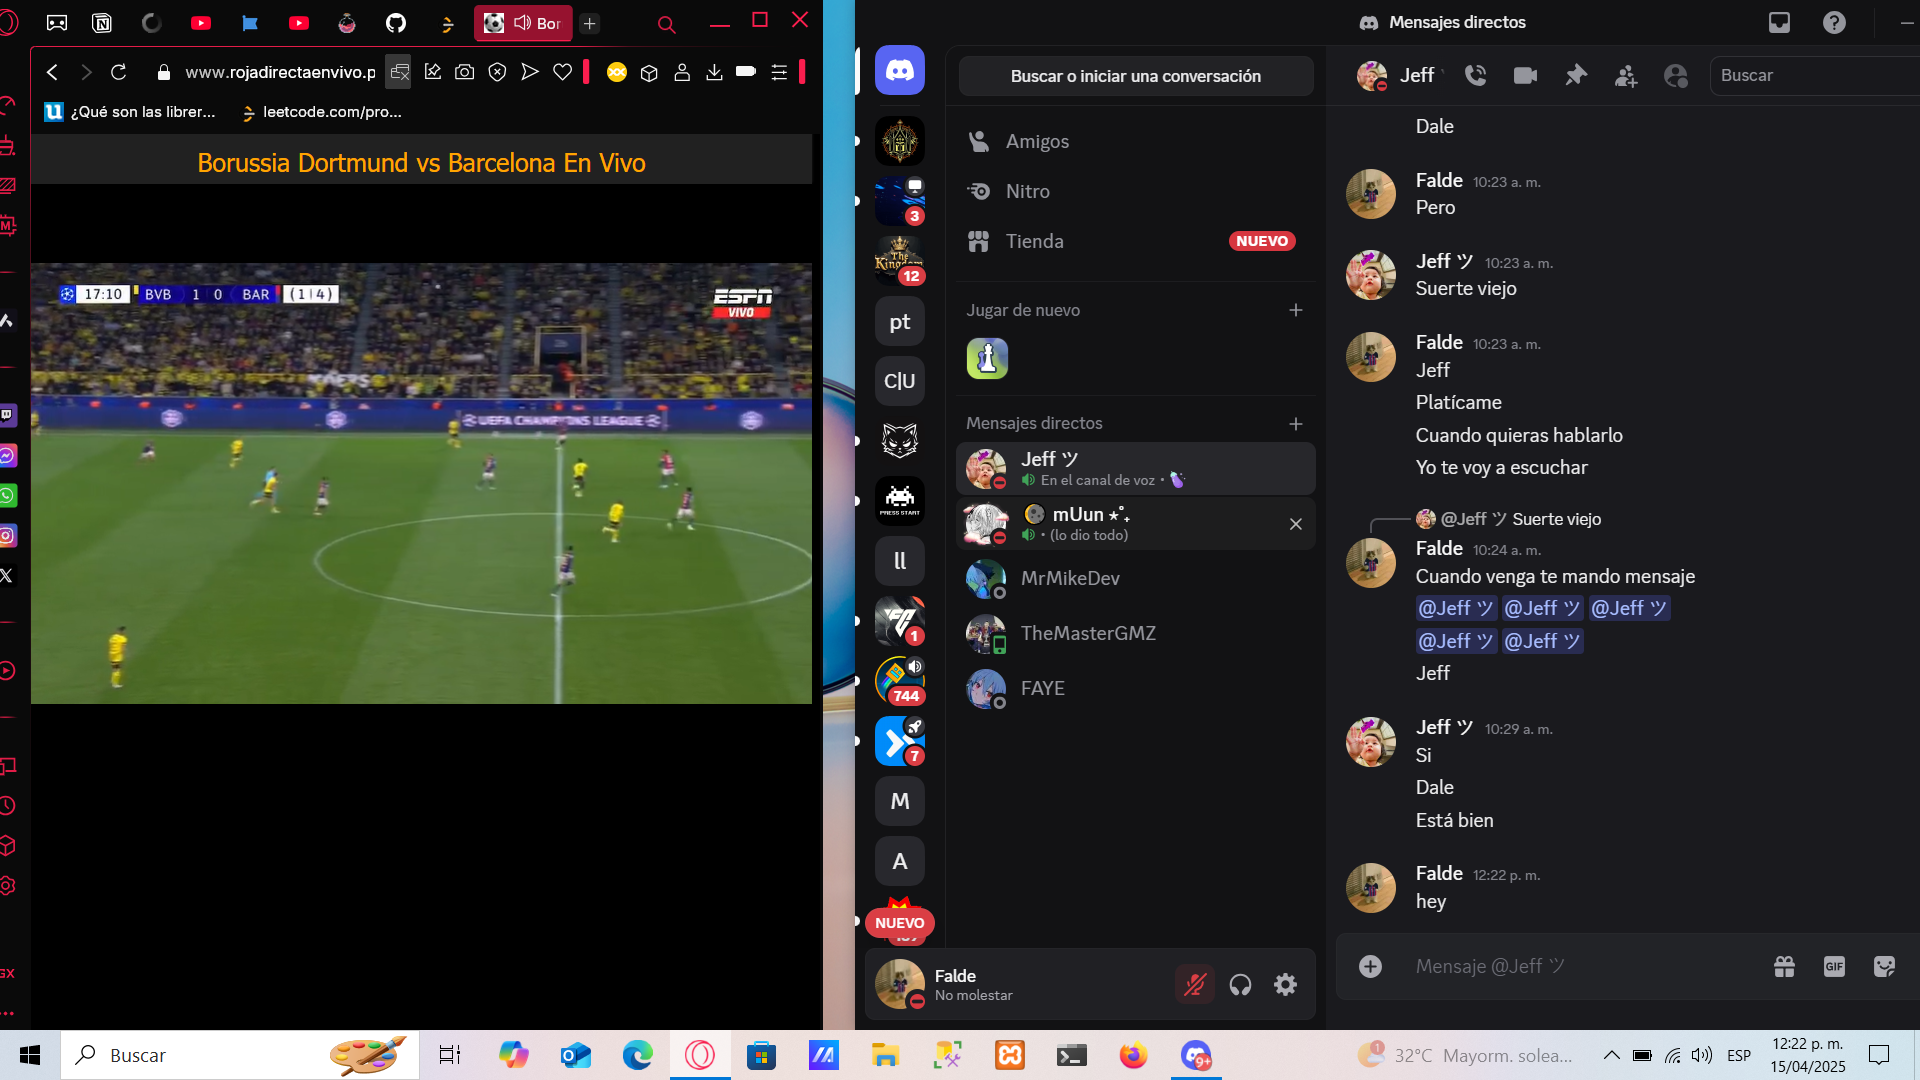 Bor
www.rojadirectaenvivo.p
¿Qué son las librer...
leetcode.com/pro...
Borussia Dortmund vs Barcelona En Vivo
17:10 BVB 1 0 BAR (1|4)
ESPN
VIVO
UEFA CHAMPIONS LEAGUE
GX
Mensajes directos
Buscar o iniciar una conversación
Amigos
Nitro
Tienda
NUEVO
Jugar de nuevo
Mensajes directos
Jeff ツ
En el canal de voz •
mUun ⋆˚₊
• (lo dio todo)
MrMikeDev
TheMasterGMZ
FAYE
3
The
Kingdom
12
pt
C|U
PRESS START
ll
1
744
7
M
A
NUEVO
Falde
No molestar
Jeff
Buscar
Dale
Falde 10:23 a. m.
Pero
Jeff ツ 10:23 a. m.
Suerte viejo
Falde 10:23 a. m.
Jeff
Platícame
Cuando quieras hablarlo
Yo te voy a escuchar
@Jeff ツ Suerte viejo
Falde 10:24 a. m.
Cuando venga te mando mensaje
@Jeff ツ @Jeff ツ @Jeff ツ
@Jeff ツ @Jeff ツ
Jeff
Jeff ツ 10:29 a. m.
Si
Dale
Está bien
Falde 12:22 p. m.
hey
Mensaje @Jeff ツ
GIF
Buscar
9+
1
32°C Mayorm. solea...
ESP
12:22 p. m.
15/04/2025